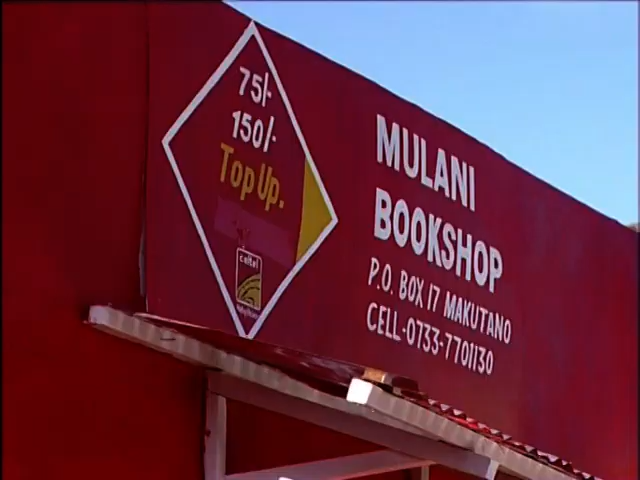 75/-
150/-
Top Up.
celtel
MULANI
BOOKSHOP
P.O. BOX 17 MAKUTANO
CELL-0733-7701130